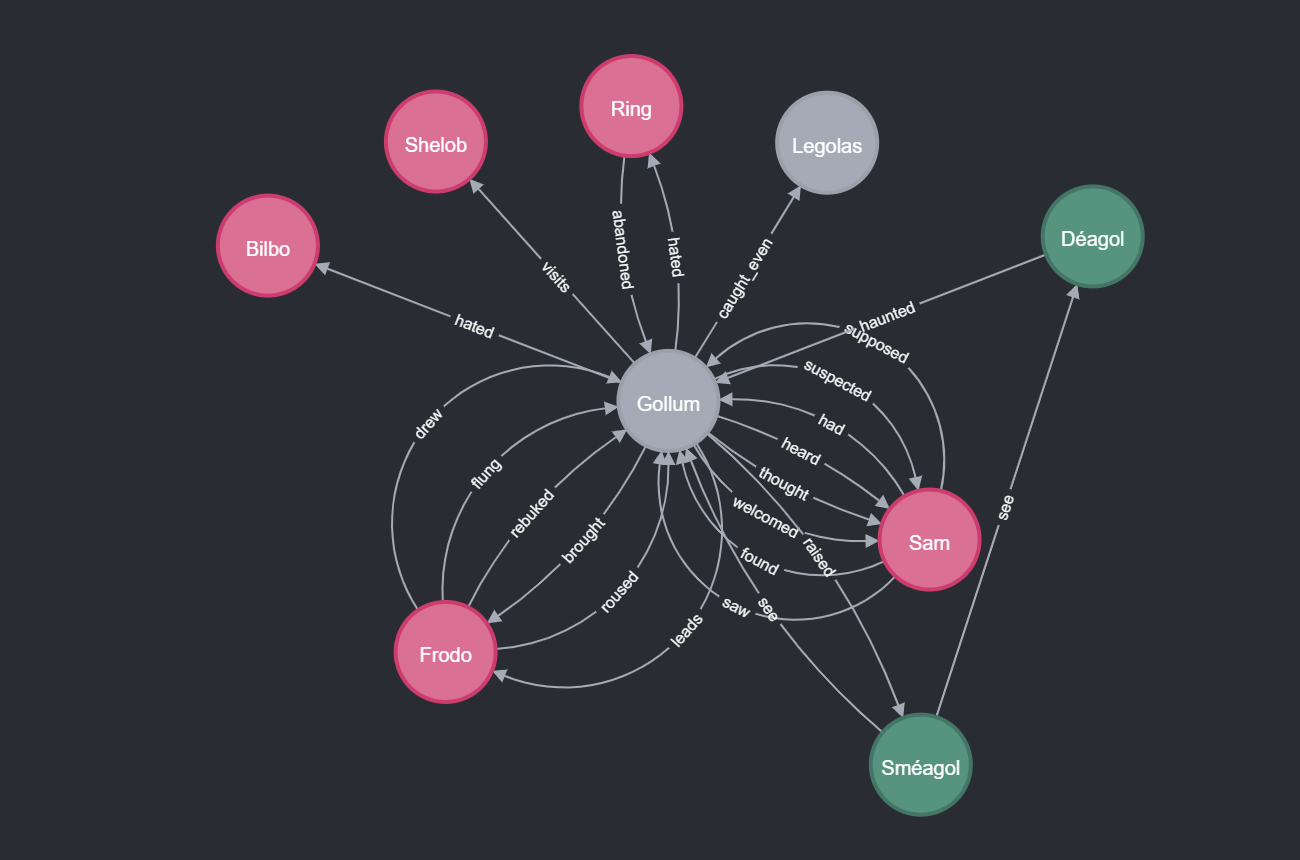 Ring
Shelob
Legolas
Bilbo
Déagol
abandoned
hated
visits
caught_even
hated
haunted
supposed
suspected
Gollum
drew
had
heard
flung
thought
rebuked
welcomed
see
brought
raised
Sam
found
roused
saw
see
leads
Frodo
Sméagol